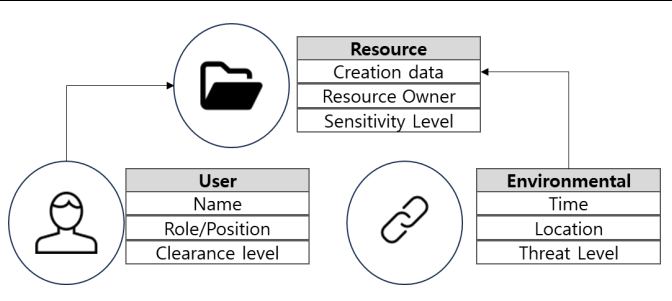 Resource
Creation data
Resource Owner
Sensitivity Level
User
Name
Role/Position
Clearance level
Environmental
Time
Location
Threat Level